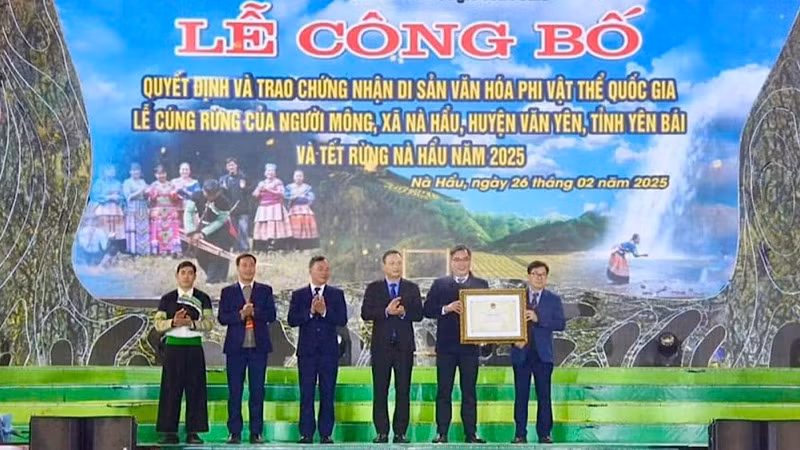 LỄ CÔNG BỐ
QUYẾT ĐỊNH VÀ TRAO CHỨNG NHẬN DI SẢN VĂN HÓA PHI VẬT THỂ QUỐC GIA
LỄ CÚNG RỪNG CỦA NGƯỜI MÔNG, XÃ NÀ HẨU, HUYỆN VĂN YÊN, TỈNH YÊN BÁI
VÀ TẾT RỪNG NÀ HẨU NĂM 2025
Nà Hẩu, ngày 26 tháng 02 năm 2025